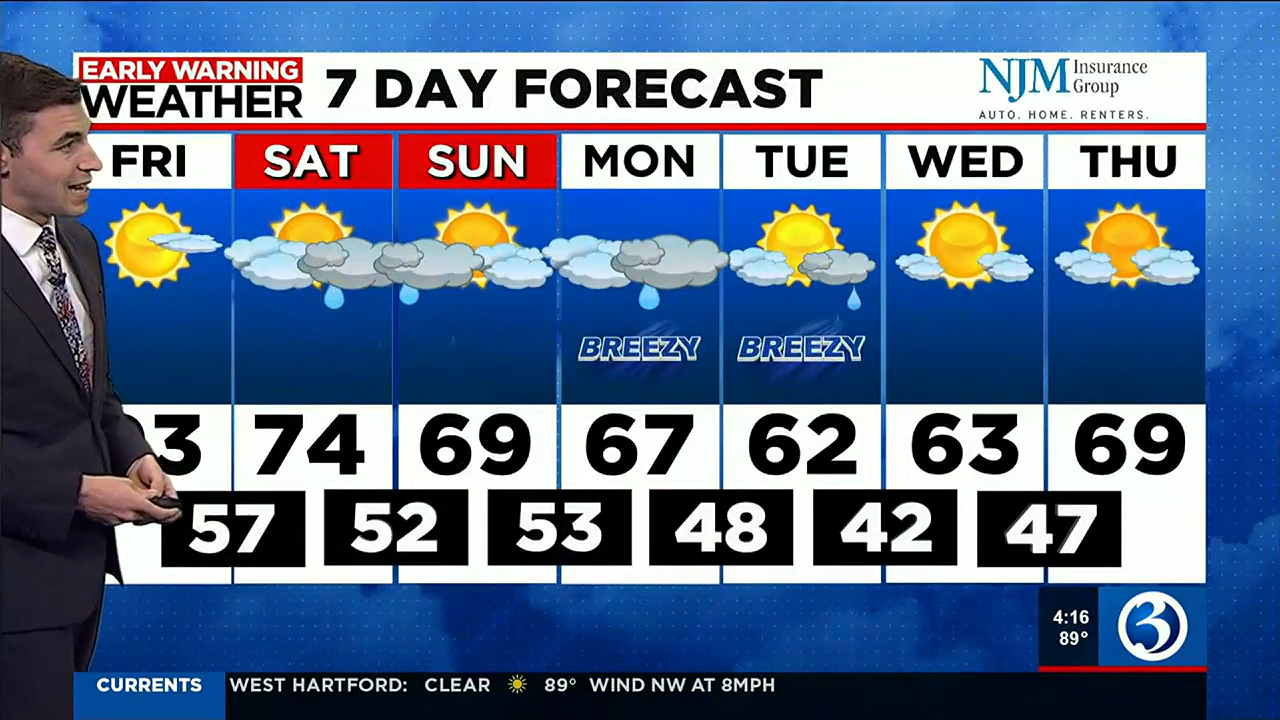 EARLY WARNING
WEATHER
7 DAY FORECAST
NJM Insurance
Group
AUTO. HOME. RENTERS.
FRI SAT SUN MON TUE WED THU
BREEZY BREEZY
3 74 69 67 62 63 69
57 52 53 48 42 47
4:16
89°
3
CURRENTS WEST HARTFORD: CLEAR 89° WIND NW AT 8MPH